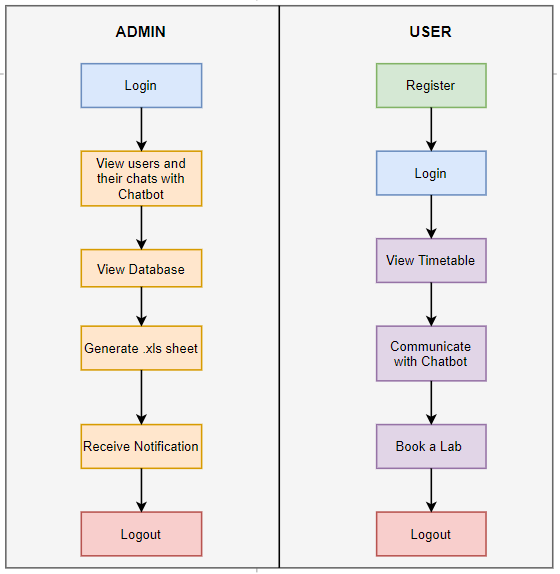 ADMIN
Login
View users and
their chats with
Chatbot
View Database
Generate .xls sheet
Receive Notification
Logout
USER
Register
Login
View Timetable
Communicate
with Chatbot
Book a Lab
Logout